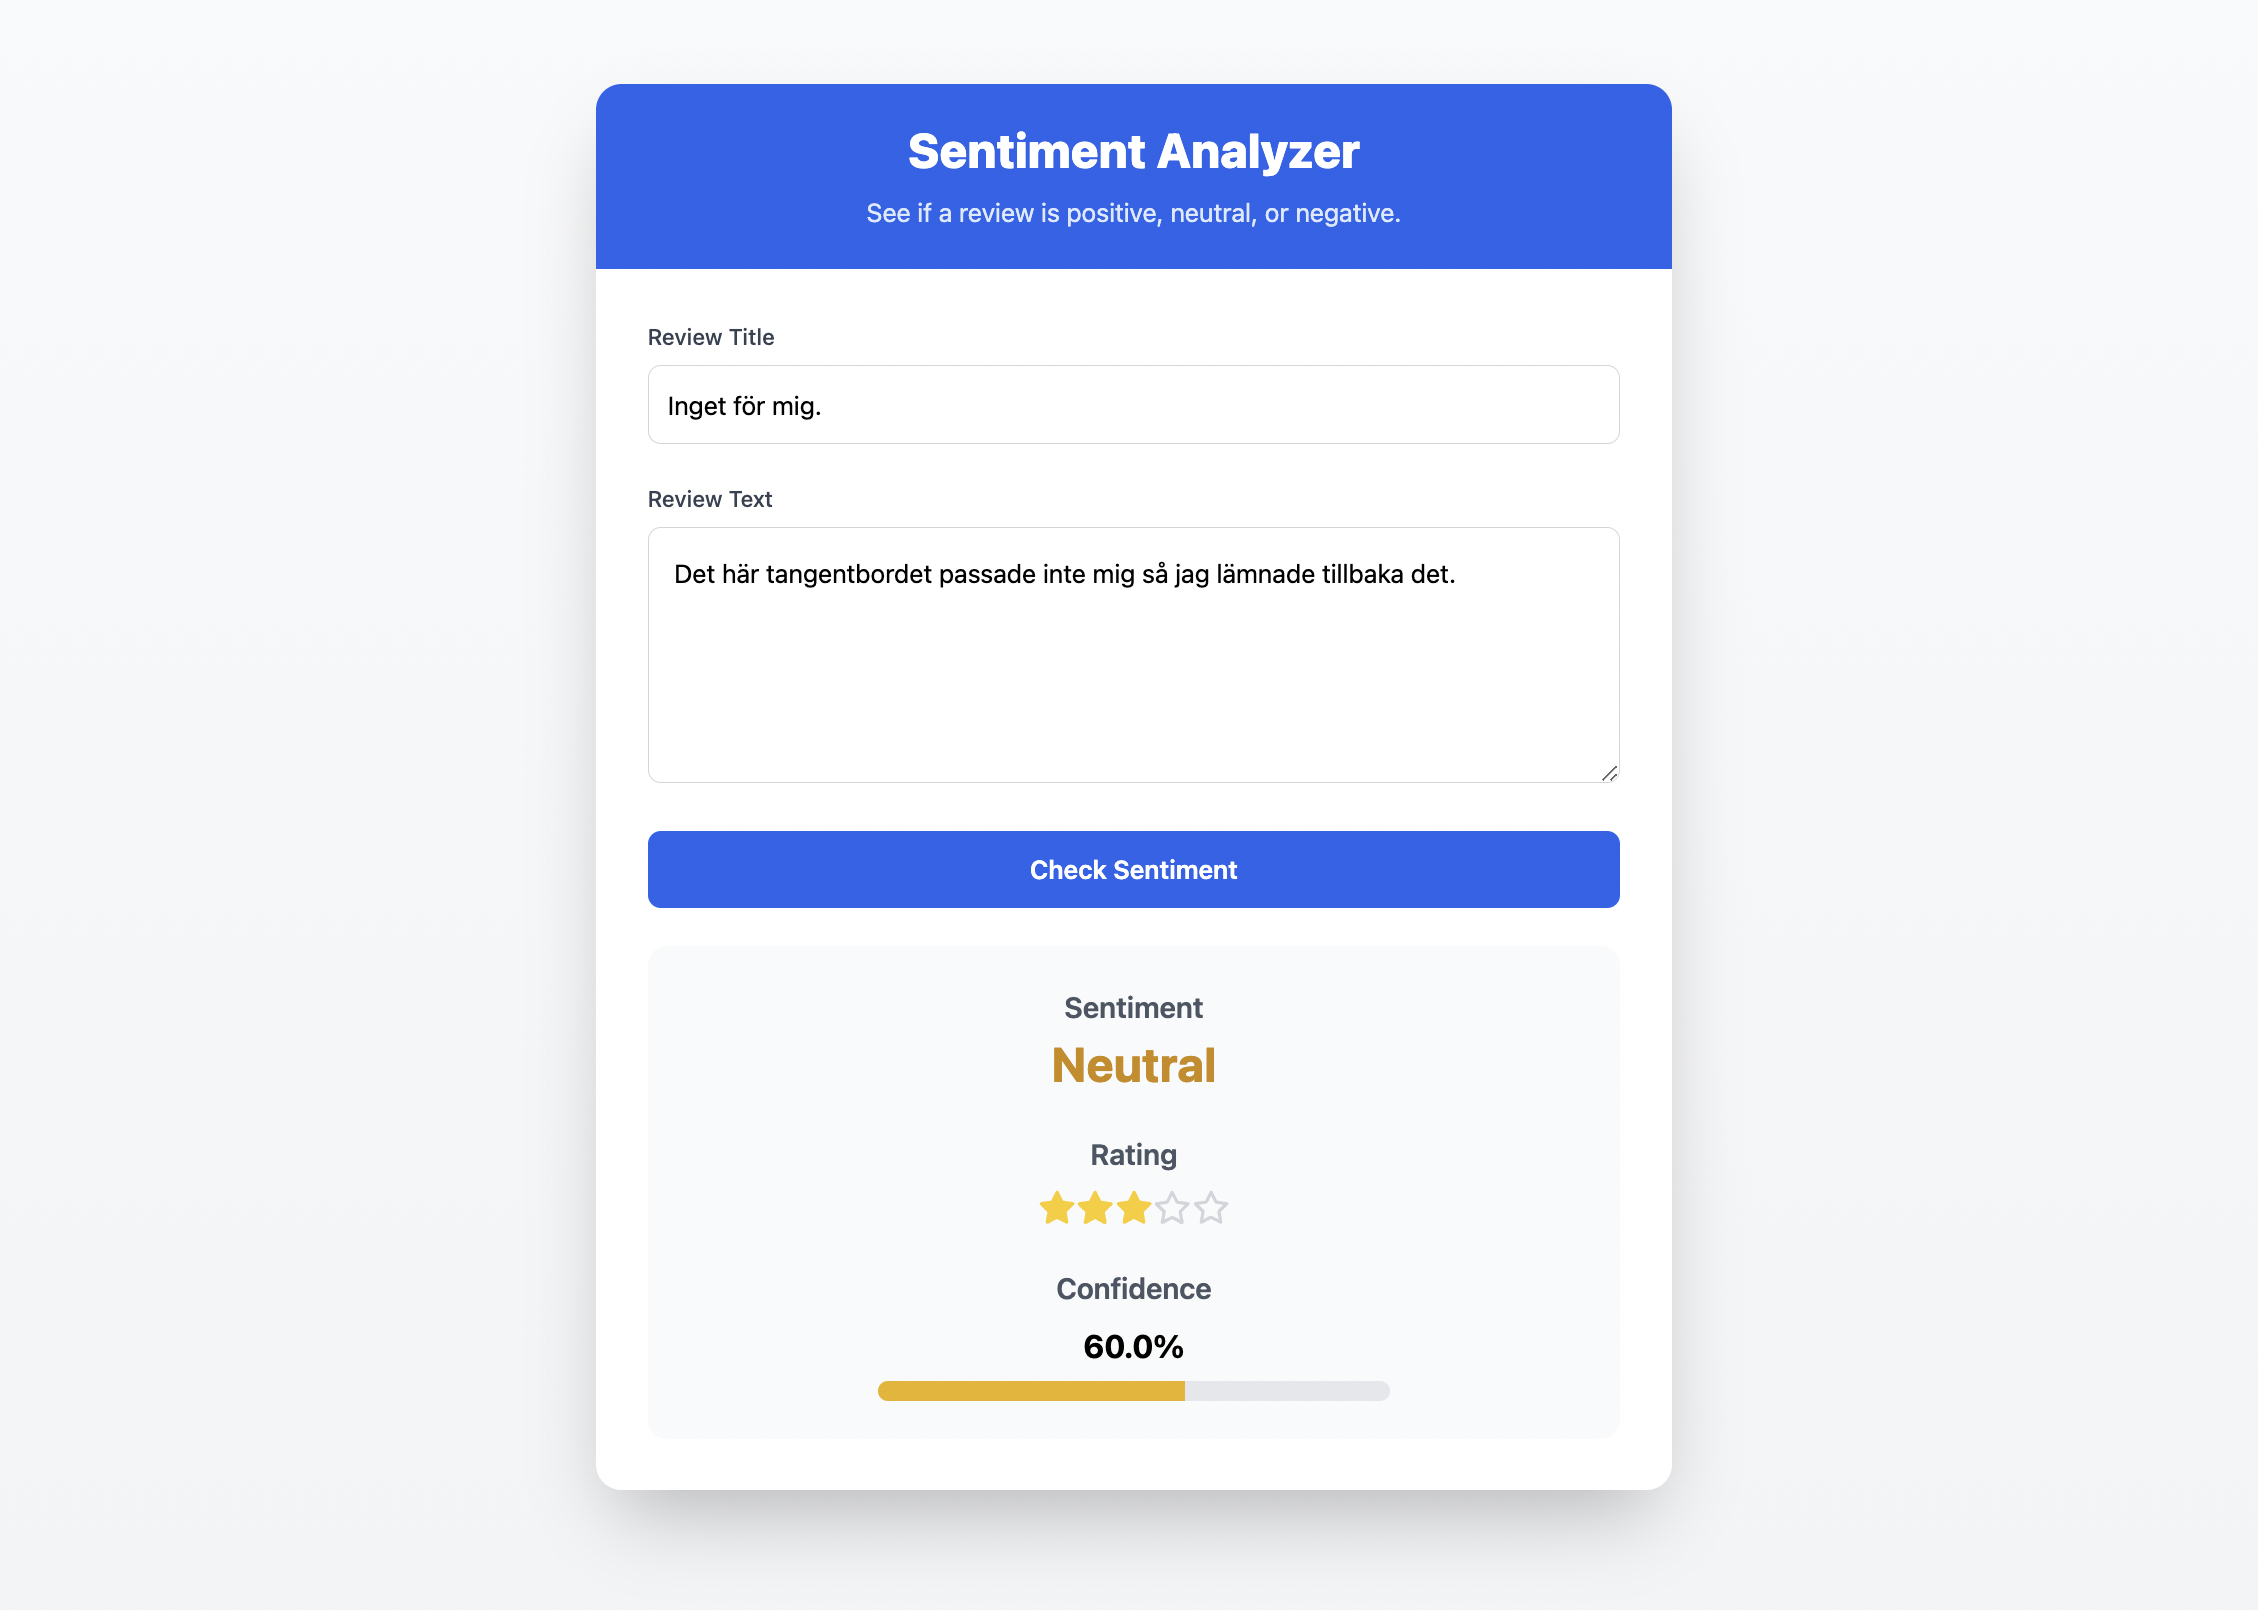 Sentiment Analyzer
See if a review is positive, neutral, or negative.
Review Title
Inget för mig.
Review Text
Det här tangentbordet passade inte mig så jag lämnade tillbaka det.
Check Sentiment
Sentiment
Neutral
Rating
Confidence
60.0%